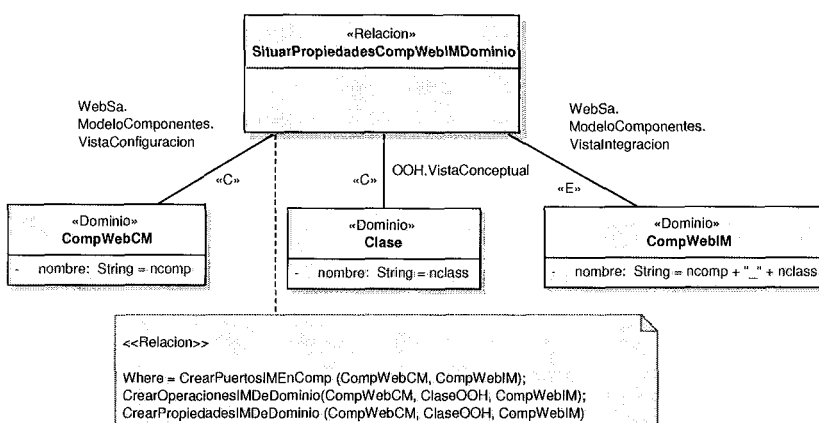 «Relacion»
SituarPropiedadesCompWebIMDominio
WebSa.
ModeloComponentes.
VistaConfiguracion
WebSa.
ModeloComponentes.
VistaIntegracion
«C»
«C»
OOH.VistaConceptual
«E»
«Dominio»
CompWebCM
- nombre: String = ncomp
«Dominio»
Clase
- nombre: String = nclass
«Dominio»
CompWebIM
- nombre: String = ncomp + "_" + nclass
<<Relacion>>
Where = CrearPuertosIMEnComp (CompWebCM, CompWebIM);
CrearOperacionesIMDeDominio(CompWebCM, ClaseOOH, CompWebIM);
CrearPropiedadesIMDeDominio (CompWebCM, ClaseOOH, CompWebIM)